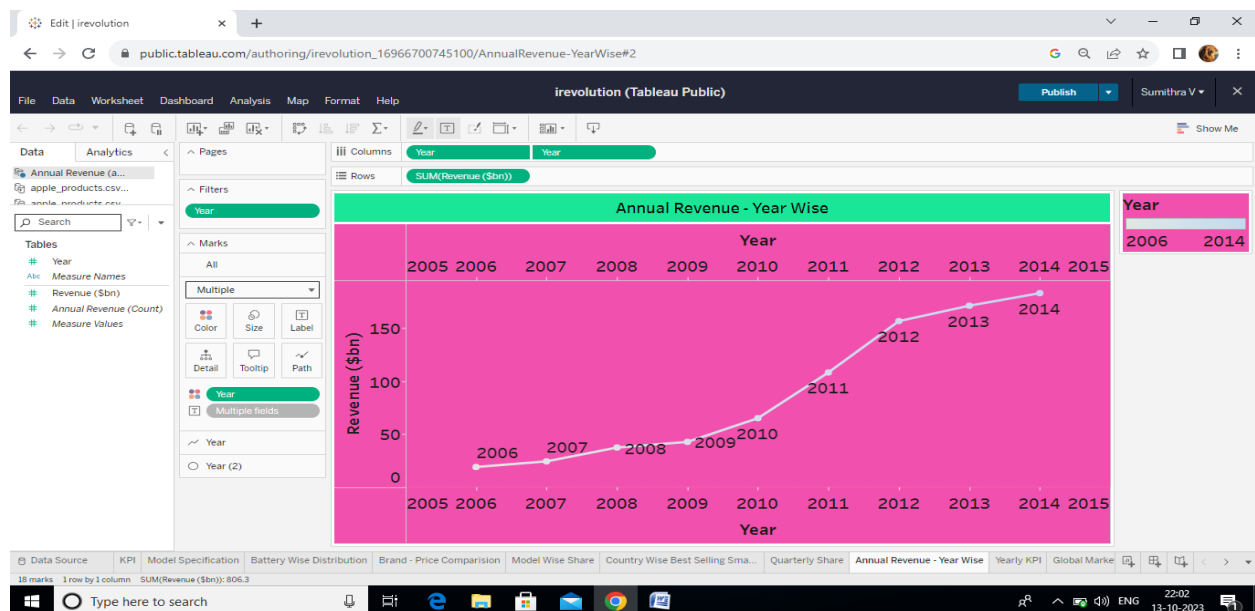 Edit | irevolution
public.tableau.com/authoring/irevolution_16966700745100/AnnualRevenue-YearWise#2
irevolution (Tableau Public)
File Data Worksheet Dashboard Analysis Map Format Help
Publish
Sumithra V
Show Me
Data Analytics
Annual Revenue (a...
apple_products.csv...
apple_products.csv
Search
Tables
# Year
Abc Measure Names
# Revenue ($bn)
# Annual Revenue (Count)
# Measure Values
Pages
Filters
Year
Marks
All
Multiple
Color Size Label
Detail Tooltip Path
Year
Multiple fields
Year
Year (2)
Columns Year Year
Rows SUM(Revenue ($bn))
Annual Revenue - Year Wise
Year
2005 2006 2007 2008 2009 2010 2011 2012 2013 2014 2015
Revenue ($bn)
150
100
50
0
2006
2007
2008
2009
2010
2011
2012
2013
2014
2005 2006 2007 2008 2009 2010 2011 2012 2013 2014 2015
Year
Year
2006 2014
Data Source KPI Model Specification Battery Wise Distribution Brand - Price Comparision Model Wise Share Country Wise Best Selling Sma... Quarterly Share Annual Revenue - Year Wise Yearly KPI Global Marke
18 marks 1 row by 1 column SUM(Revenue ($bn)): 806.3
Type here to search
ENG
22:02
13-10-2023